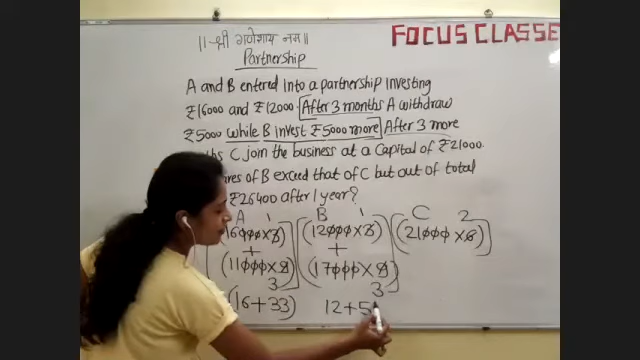 ||श्री गणेशाय नम||
FOCUS CLASSE
Partnership
A and B entered into a partnership investing
₹16000 and ₹12000. After 3 months A withdraw
₹5000 while B invest ₹5000 more. After 3 more
C join the business at a Capital of ₹21000.
shares of B exceed that of C but out of total
₹26400 after 1 year?
A 1 B 1 C 2
16000×3) (12000×3) (21000×6)
+ +
(11000×9) (17000×9)
3 3
(16+33) 12+5